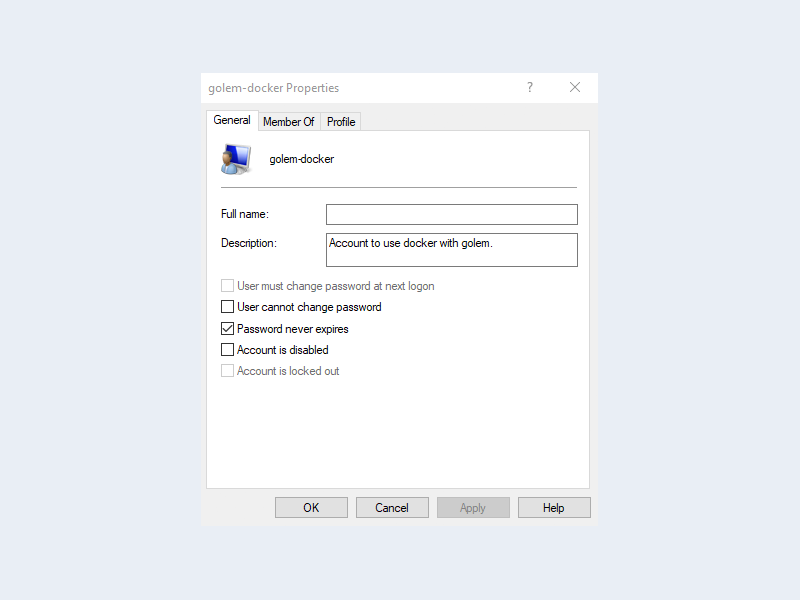 golem-docker Properties ?
General Member Of Profile
golem-docker
Full name:
Description: Account to use docker with golem.
User must change password at next logon
User cannot change password
Password never expires
Account is disabled
Account is locked out
OK Cancel Apply Help